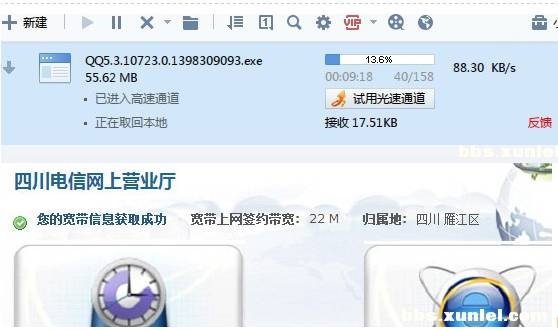 新建 VIP 小
QQ5.3.10723.0.1398309093.exe 13.6% 88.30 KB/s
55.62 MB 00:09:18 40/158
已进入高速通道 试用光速通道
正在取回本地 接收 17.51KB 反馈
bbs.xunlei.
四川电信网上营业厅
您的宽带信息获取成功 宽带上网签约带宽：22 M 归属地：四川 雁江区
bbs.xunlei.com